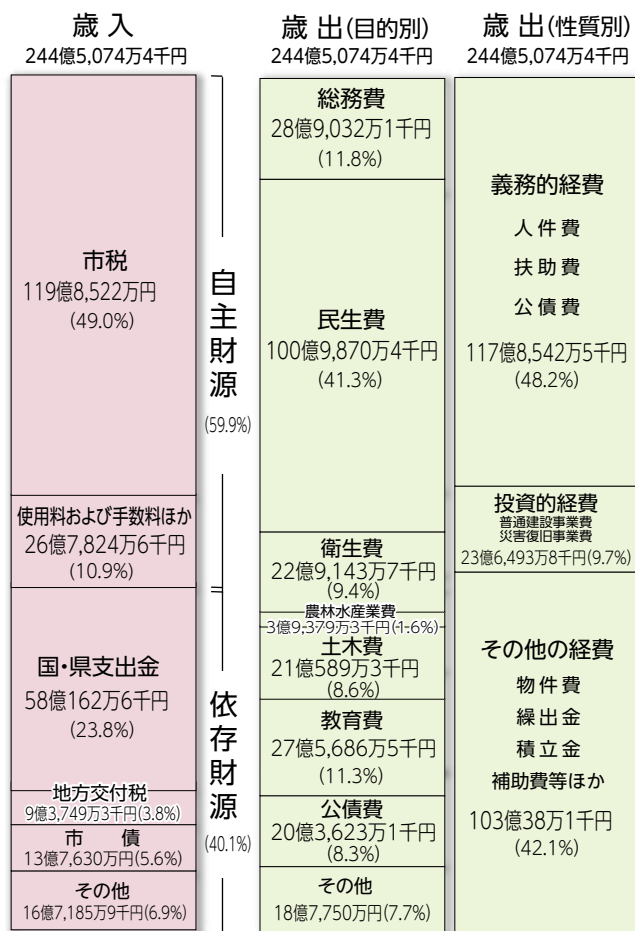 歳入
244億5,074万4千円
市税
119億8,522万円
(49.0%)
使用料および手数料ほか
26億7,824万6千円
(10.9%)
国・県支出金
58億162万6千円
(23.8%)
地方交付税
9億3,749万3千円(3.8%)
市債
13億7,630万円(5.6%)
その他
16億7,185万9千円(6.9%)
自主財源
(59.9%)
依存財源
(40.1%)
歳出(目的別)
244億5,074万4千円
総務費
28億9,032万1千円
(11.8%)
民生費
100億9,870万4千円
(41.3%)
衛生費
22億9,143万7千円
(9.4%)
農林水産業費
3億9,379万3千円(1.6%)
土木費
21億589万3千円
(8.6%)
教育費
27億5,686万5千円
(11.3%)
公債費
20億3,623万1千円
(8.3%)
その他
18億7,750万円(7.7%)
歳出(性質別)
244億5,074万4千円
義務的経費
人件費
扶助費
公債費
117億8,542万5千円
(48.2%)
投資的経費
普通建設事業費
災害復旧事業費
23億6,493万8千円(9.7%)
その他の経費
物件費
繰出金
積立金
補助費等ほか
103億38万1千円
(42.1%)